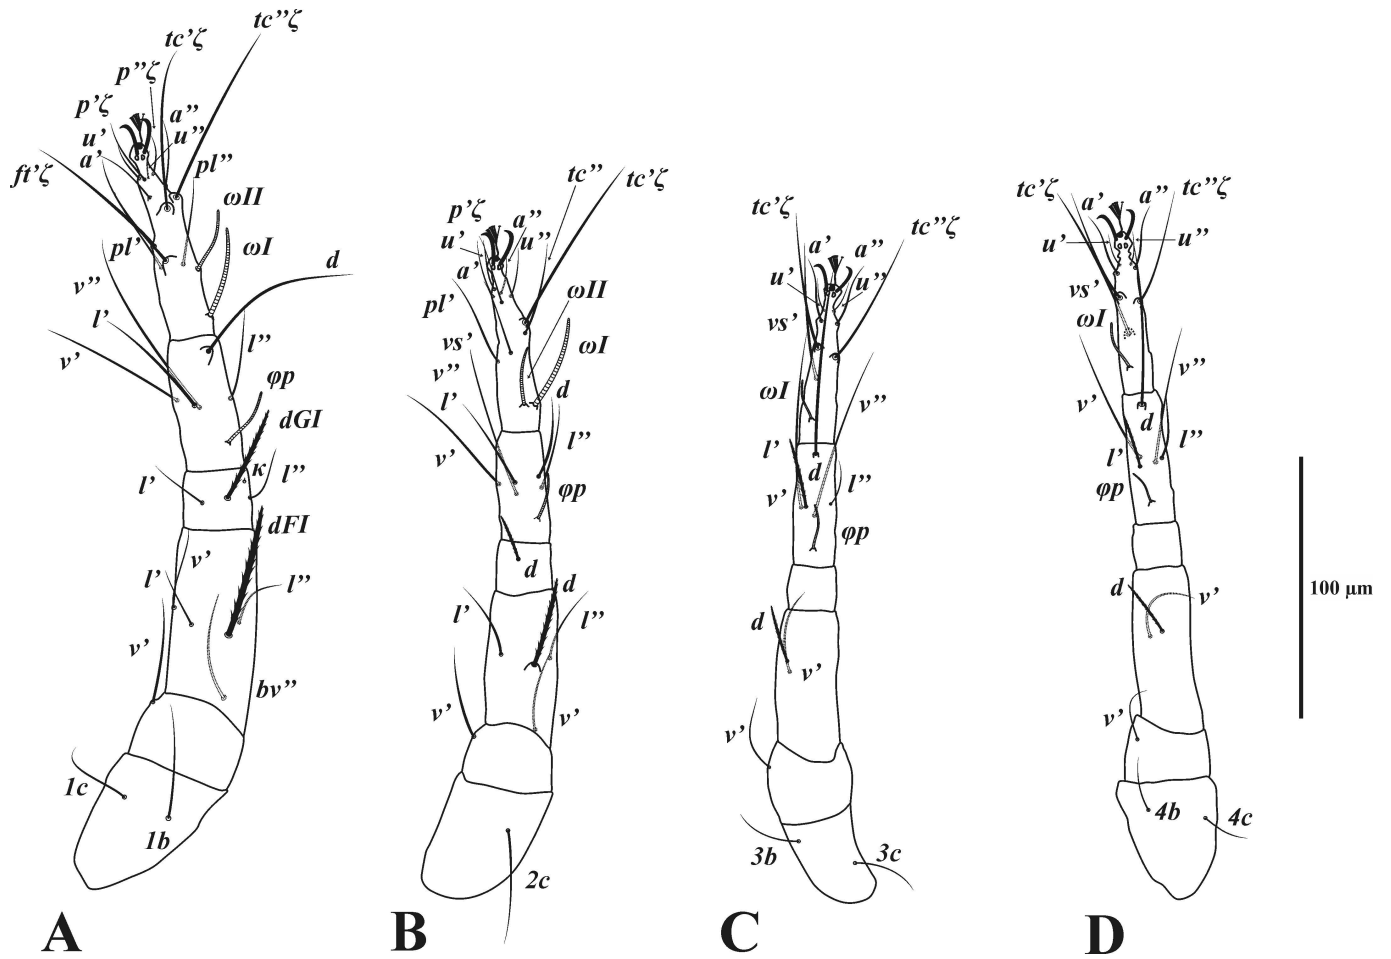 tc’’ζ
tc’ζ
p’’ζ
p’ζ
a’’
u’
u’’
a’
pl’’
ft’ζ
ωII
pl’
ωI
d
v’’
l’
l’’
v’
φp
dGI
κ
l’
l’’
dFI
v’
l’
l’’
v’
bv’’
1c
1b
A
tc’’
tc’ζ
p’ζ
a’’
u’
u’’
a’
ωII
pl’
vs’
ωI
v’’
d
l’
l’’
v’
φp
d
d
l’
l’’
v’
v’
2c
B
tc’ζ
tc’’ζ
a’
a’’
u’
u’’
vs’
ωI
v’’
l’
d
v’
l’’
φp
d
v’
v’
3b
3c
C
tc’ζ
a’
a’’
tc’’ζ
u’
u’’
vs’
ωI
v’’
v’
d
l’
l’’
φp
d
v’
v’
4b
4c
D
100 μm